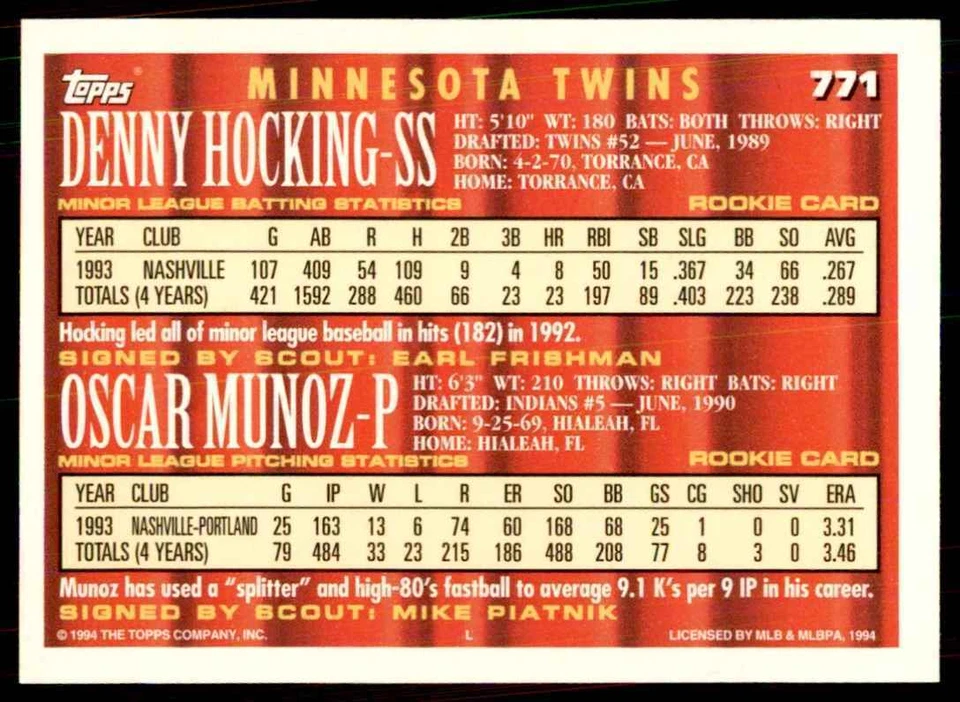 Topps MINNESOTA TWINS 771
DENNY HOCKING-SS
HT: 5'10" WT: 180 BATS: BOTH THROWS: RIGHT
DRAFTED: TWINS #52 — JUNE, 1989
BORN: 4-2-70, TORRANCE, CA
HOME: TORRANCE, CA
MINOR LEAGUE BATTING STATISTICS ROOKIE CARD
YEAR CLUB G AB R H 2B 3B HR RBI SB SLG BB SO AVG
1993 NASHVILLE 107 409 54 109 9 4 8 50 15 .367 34 66 .267
TOTALS (4 YEARS) 421 1592 288 460 66 23 23 197 89 .403 223 238 .289
Hocking led all of minor league baseball in hits (182) in 1992.
SIGNED BY SCOUT: EARL FRISHMAN
OSCAR MUNOZ-P
HT: 6'3" WT: 210 THROWS: RIGHT BATS: RIGHT
DRAFTED: INDIANS #5 — JUNE, 1990
BORN: 9-25-69, HIALEAH, FL
HOME: HIALEAH, FL
MINOR LEAGUE PITCHING STATISTICS ROOKIE CARD
YEAR CLUB G IP W L R ER SO BB GS CG SHO SV ERA
1993 NASHVILLE-PORTLAND 25 163 13 6 74 60 168 68 25 1 0 0 3.31
TOTALS (4 YEARS) 79 484 33 23 215 186 488 208 77 8 3 0 3.46
Munoz has used a "splitter" and high-80's fastball to average 9.1 K's per 9 IP in his career.
SIGNED BY SCOUT: MIKE PIATNIK
© 1994 THE TOPPS COMPANY, INC. L LICENSED BY MLB & MLBPA, 1994